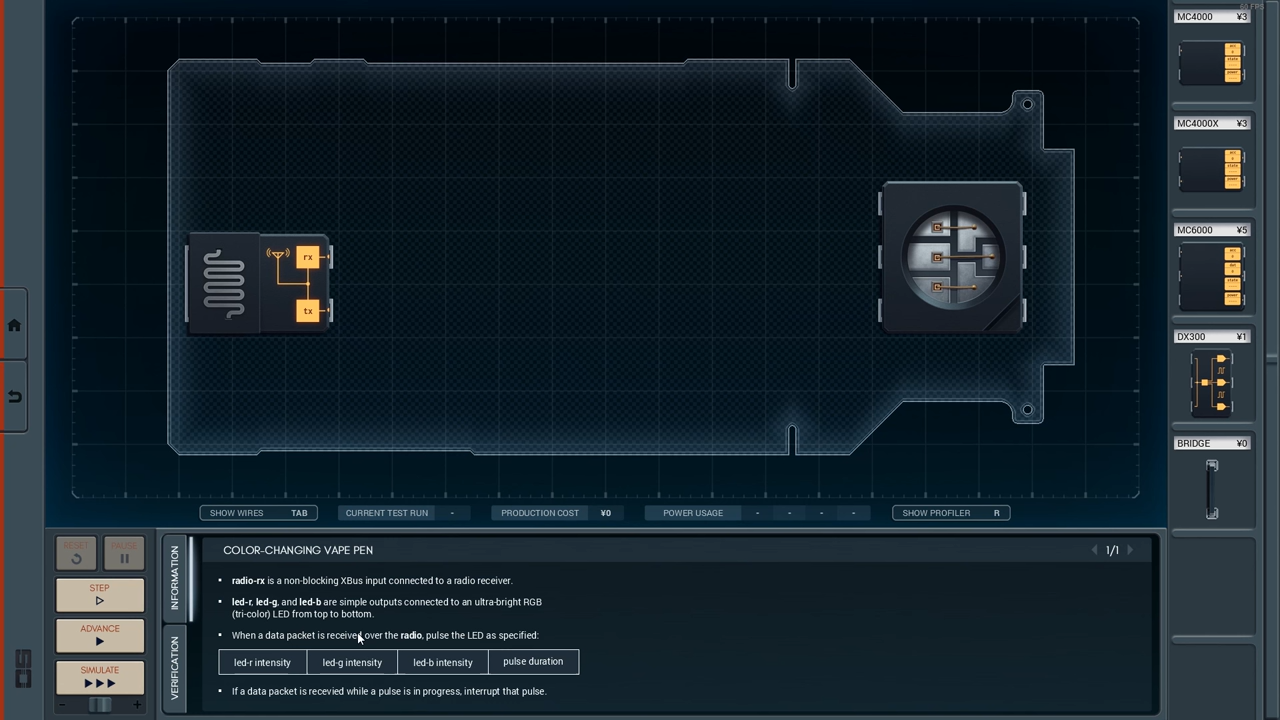 60 FPS
MC4000 ¥3
MC4000X ¥3
MC6000 ¥5
DX300 ¥1
BRIDGE ¥0
rx
tx
SHOW WIRES TAB
CURRENT TEST RUN -
PRODUCTION COST ¥0
POWER USAGE - - - -
SHOW PROFILER R
RESET
PAUSE
STEP
ADVANCE
SIMULATE
- +
INFORMATION
VERIFICATION
COLOR-CHANGING VAPE PEN
1/1
▪ radio-rx is a non-blocking XBus input connected to a radio receiver.
▪ led-r, led-g, and led-b are simple outputs connected to an ultra-bright RGB
(tri-color) LED from top to bottom.
▪ When a data packet is received over the radio, pulse the LED as specified:
led-r intensity led-g intensity led-b intensity pulse duration
▪ If a data packet is recevied while a pulse is in progress, interrupt that pulse.